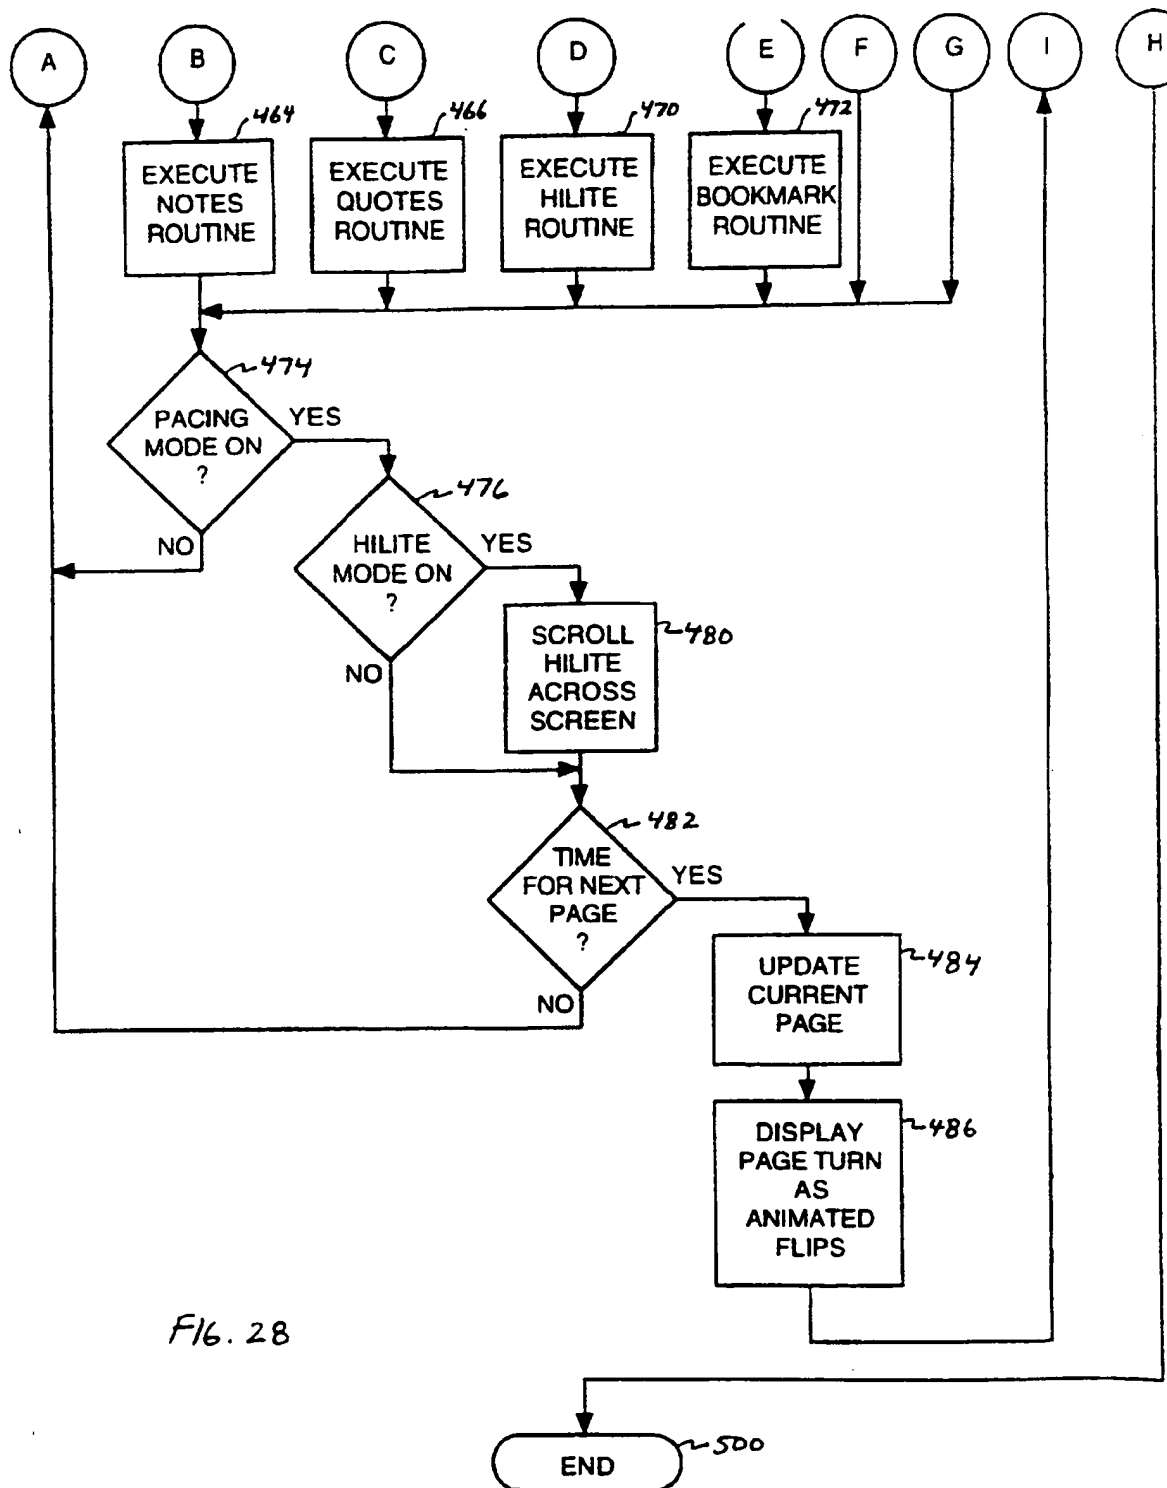 A
B
C
D
E
F
G
I
H
464
466
470
472
EXECUTE
NOTES
ROUTINE
EXECUTE
QUOTES
ROUTINE
EXECUTE
HILITE
ROUTINE
EXECUTE
BOOKMARK
ROUTINE
474
PACING
MODE ON
?
YES
NO
476
HILITE
MODE ON
?
YES
NO
480
SCROLL
HILITE
ACROSS
SCREEN
482
TIME
FOR NEXT
PAGE
?
YES
NO
484
UPDATE
CURRENT
PAGE
486
DISPLAY
PAGE TURN
AS
ANIMATED
FLIPS
FIG. 28
500
END